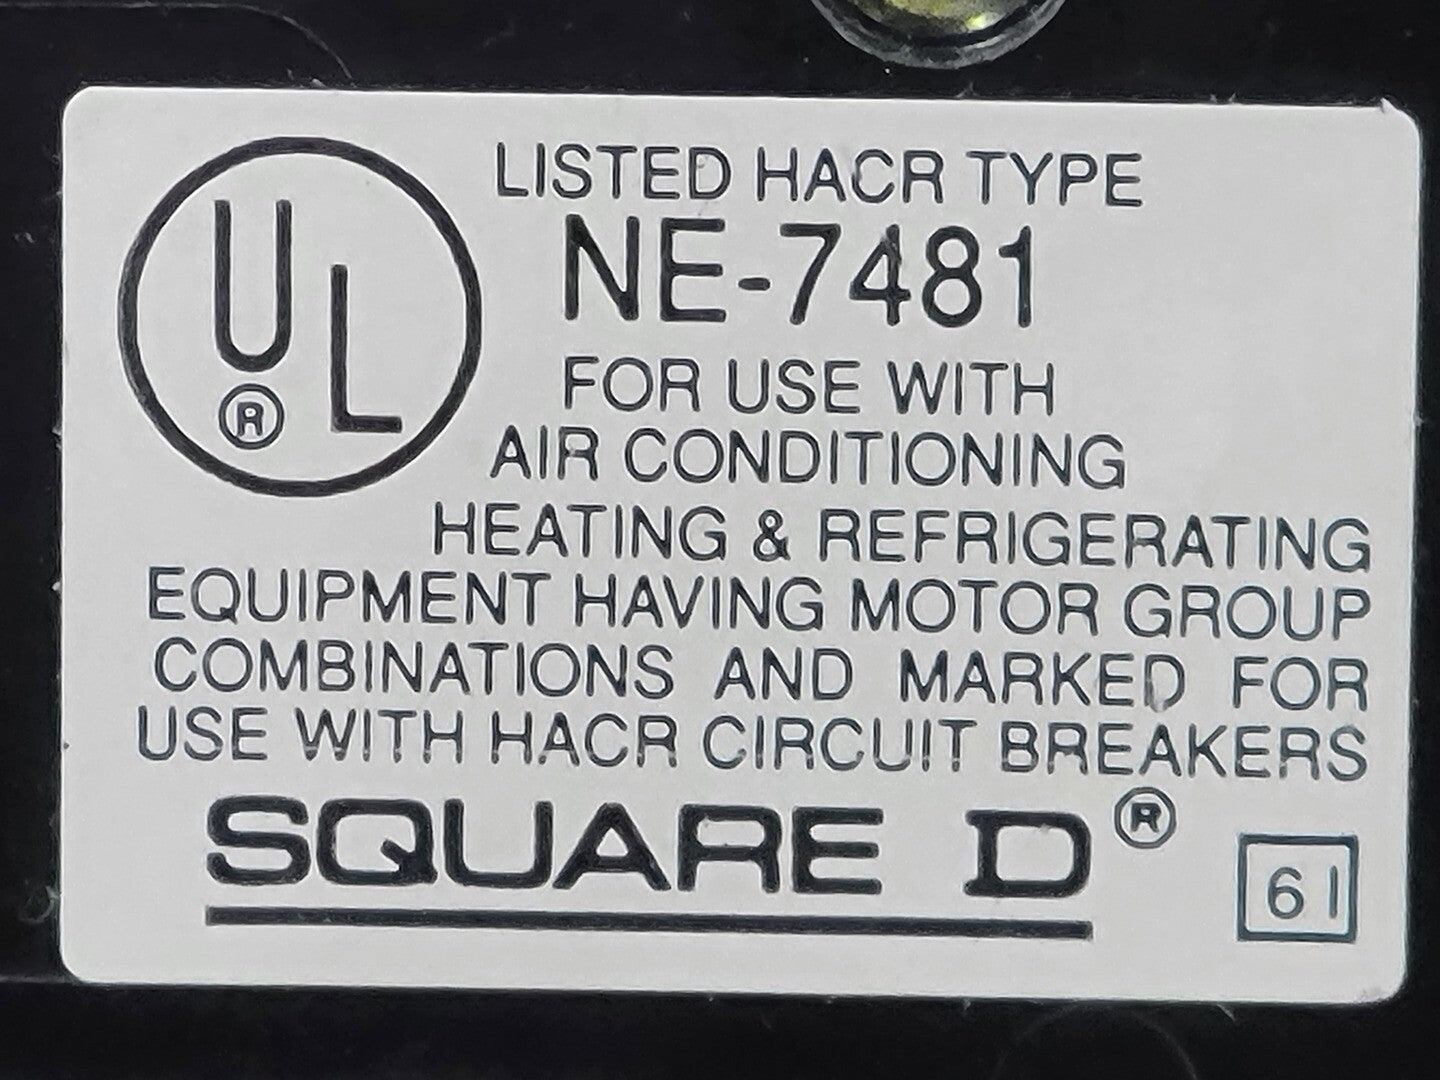 UL®
LISTED HACR TYPE
NE-7481
FOR USE WITH
AIR CONDITIONING
HEATING & REFRIGERATING
EQUIPMENT HAVING MOTOR GROUP
COMBINATIONS AND MARKED FOR
USE WITH HACR CIRCUIT BREAKERS
SQUARE D®
61